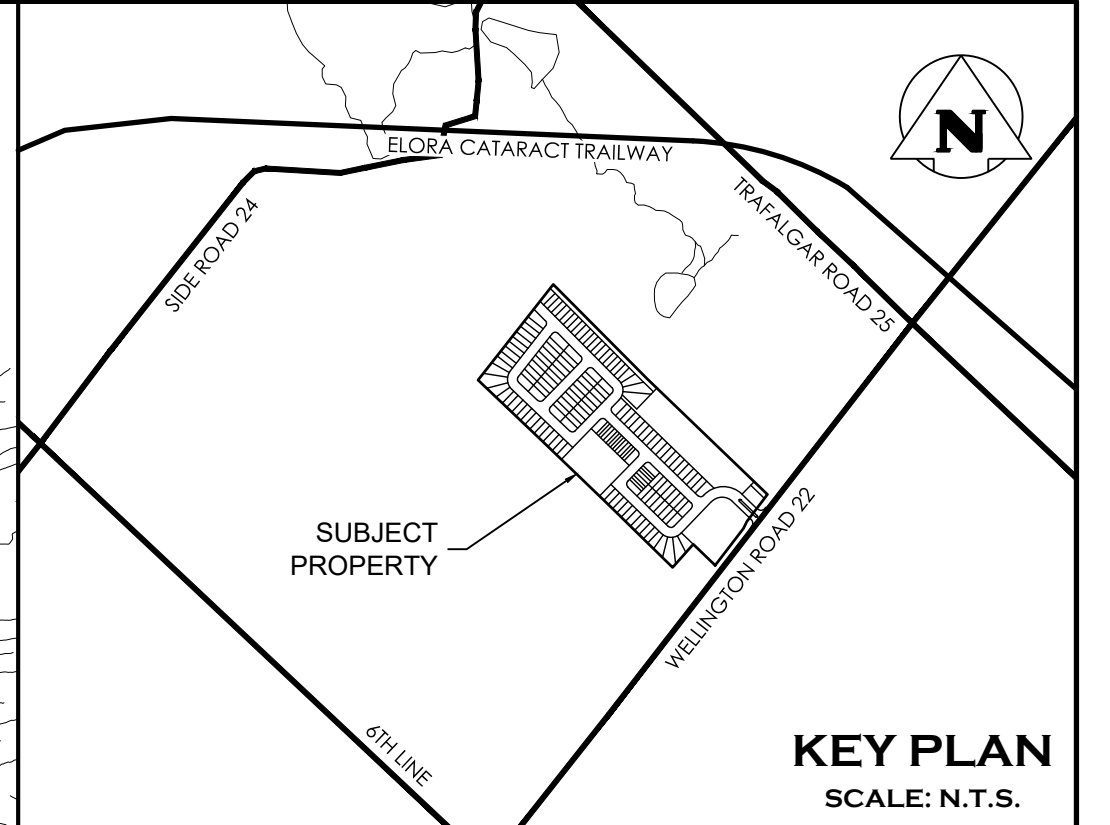 N
ELORA CATARACT TRAILWAY
TRAFALGAR ROAD 25
SIDE ROAD 24
SUBJECT
PROPERTY
WELLINGTON ROAD 22
6TH LINE
KEY PLAN
SCALE: N.T.S.